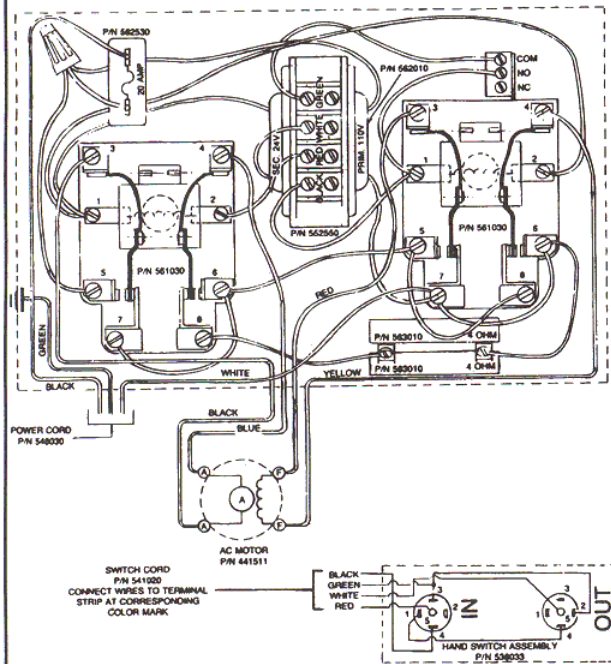 P/N 562530
20 AMP
COM
NO
NC
P/N 562010
GREEN
WHITE
RED
BLACK
SEC. 24V
PRIM. 110V
P/N 552550
3
4
1
2
P/N 561030
5
6
7
8
3
4
1
2
P/N 561030
5
6
7
8
RED
P/N 563010
4 OHM
P/N 563010
4 OHM
GREEN
BLACK
WHITE
YELLOW
BLACK
BLUE
POWER CORD
P/N 548030
A
F
A
A
F
AC MOTOR
P/N 441511
SWITCH CORD
P/N 541020
CONNECT WIRES TO TERMINAL
STRIP AT CORRESPONDING
COLOR MARK
BLACK
GREEN
WHITE
RED
3
1
5
2
4
IN
3
1
5
2
4
OUT
HAND SWITCH ASSEMBLY
P/N 538033